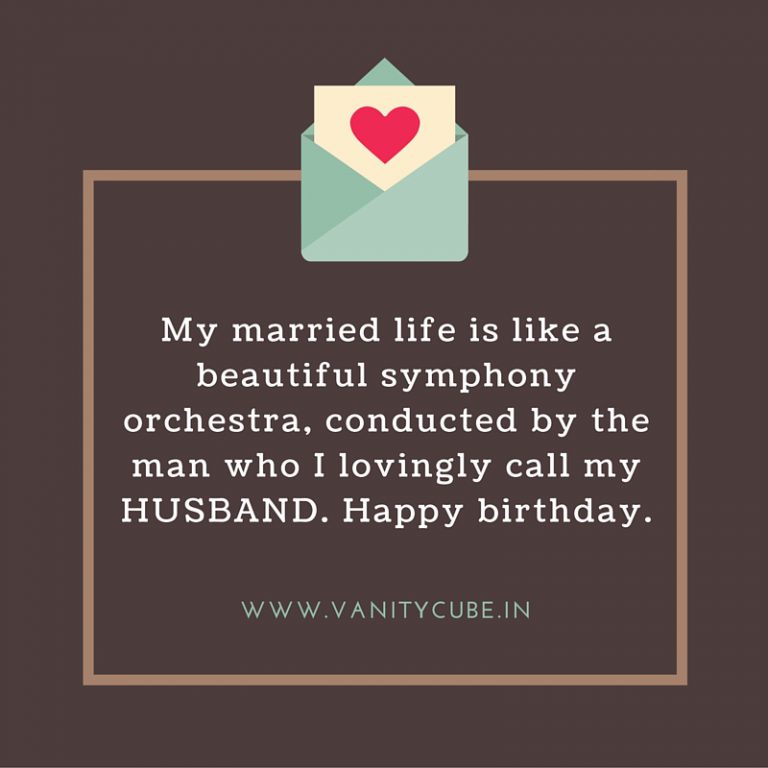 My married life is like a
beautiful symphony
orchestra, conducted by the
man who I lovingly call my
HUSBAND. Happy birthday.
WWW.VANITYCUBE.IN